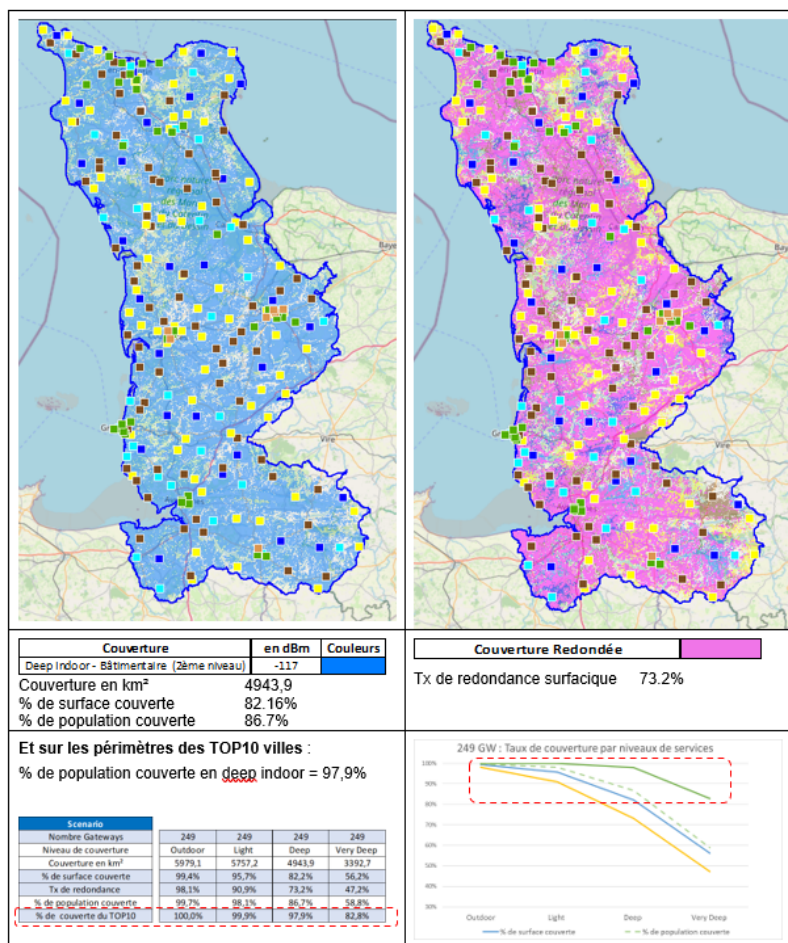 Bayeu
Vire
Vire
Couverture en dBm Couleurs
Deep Indoor - Bâtimentaire (2ème niveau) -117
Couverture en km² 4943,9
% de surface couverte 82.16%
% de population couverte 86.7%
Couverture Redondée
Tx de redondance surfacique 73.2%
Et sur les périmètres des TOP10 villes :
% de population couverte en deep indoor = 97,9%
Scenario
Nombre Gateways 249 249 249 249
Niveau de couverture Outdoor Light Deep Very Deep
Couverture en km² 5979,1 5757,2 4943,9 3392,7
% de surface couverte 99,4% 95,7% 82,2% 56,2%
Tx de redondance 98,1% 90,9% 73,2% 47,2%
% de population couverte 99,7% 98,1% 86,7% 58,8%
% de couverte du TOP10 100,0% 99,9% 97,9% 82,8%
249 GW : Taux de couverture par niveaux de services
100%
90%
80%
70%
60%
50%
40%
30%
Outdoor Light Deep Very Deep
% de surface couverte % de population couverte